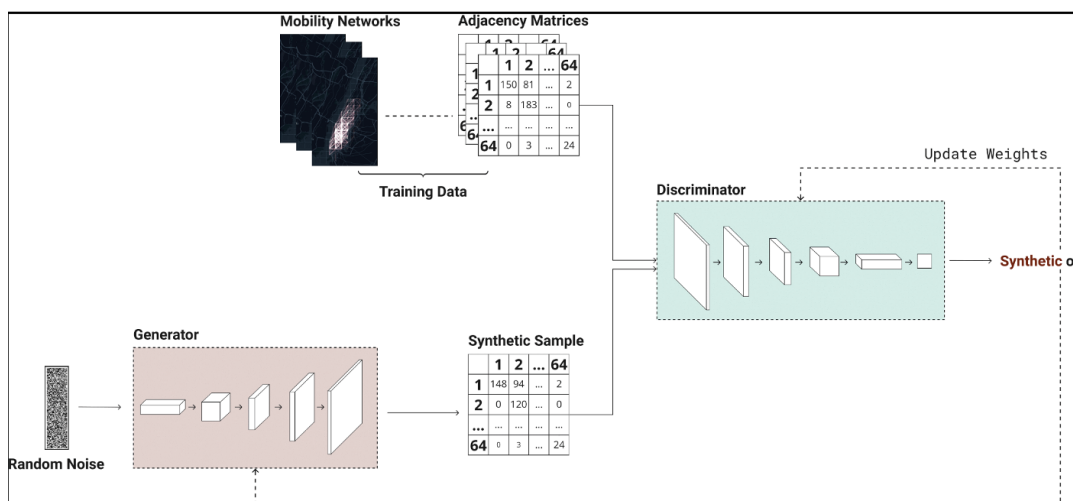 Mobility Networks
Adjacency Matrices
1 2 ... 64
1 150 81 ... 2
2 8 183 ... 0
... ... ... ... ...
64 0 3 ... 24
Training Data
Update Weights
Discriminator
Synthetic o
Generator
Synthetic Sample
1 2 ... 64
1 148 94 ... 2
2 0 120 ... 0
... ... ... ... ...
64 0 3 ... 24
Random Noise